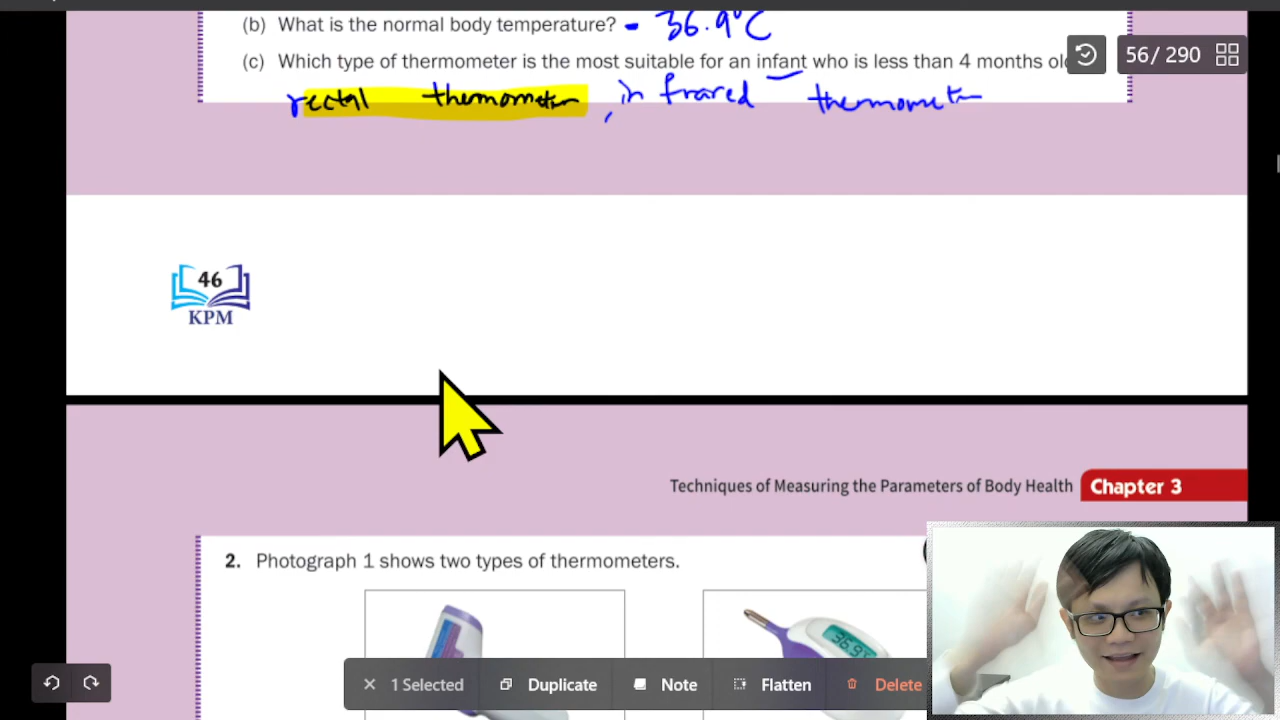 (b) What is the normal body temperature? - 36.9°C
(c) Which type of thermometer is the most suitable for an infant who is less than 4 months old
56 / 290
rectal thermometer, infrared thermometer
46
KPM
Techniques of Measuring the Parameters of Body Health Chapter 3
2. Photograph 1 shows two types of thermometers.
36.9°C
× 1 Selected Duplicate Note Flatten Delete